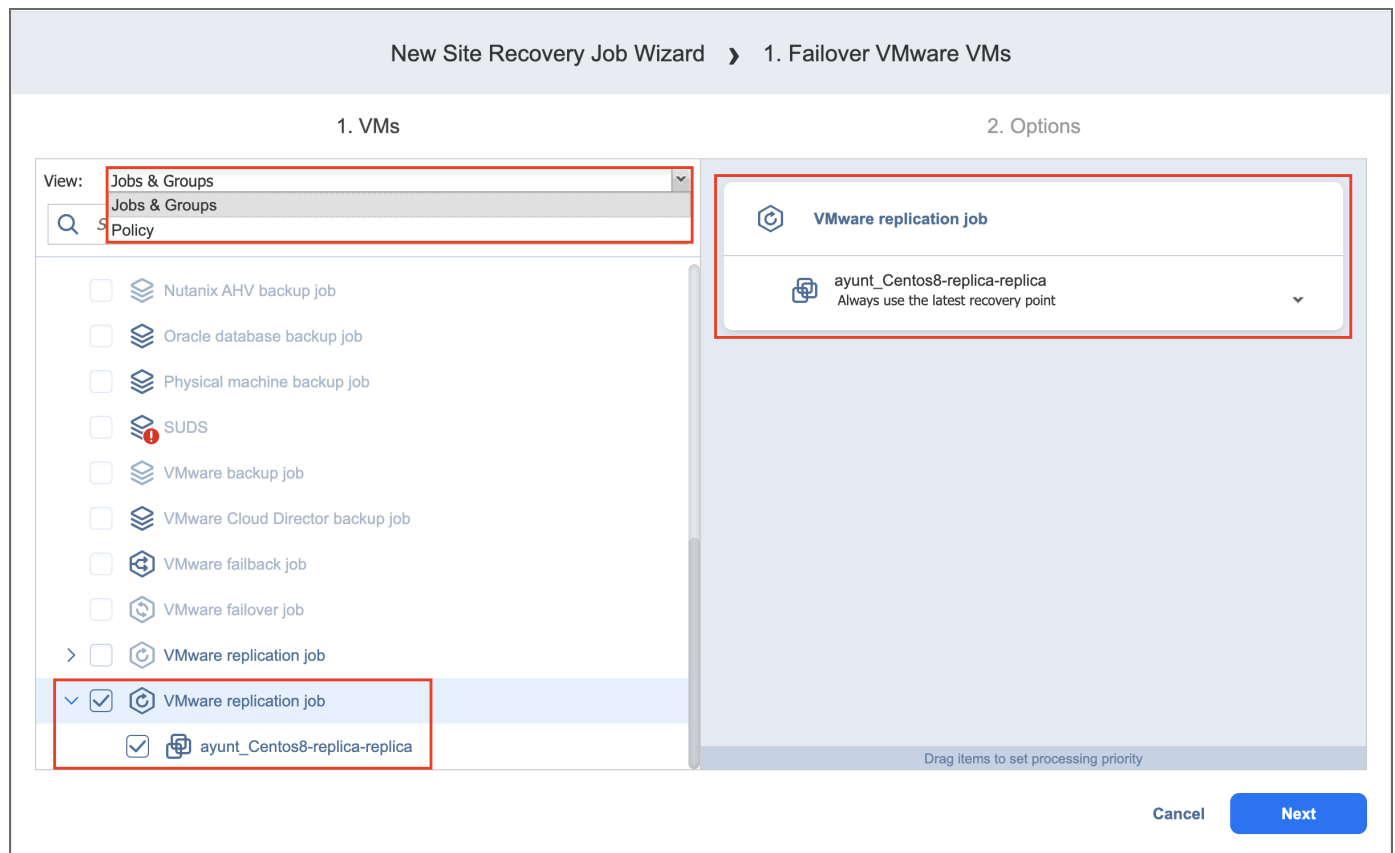 New Site Recovery Job Wizard ❯ 1. Failover VMware VMs
1. VMs
2. Options
View:
Jobs & Groups
Jobs & Groups
Policy
Nutanix AHV backup job
Oracle database backup job
Physical machine backup job
SUDS
VMware backup job
VMware Cloud Director backup job
VMware failback job
VMware failover job
VMware replication job
VMware replication job
ayunt_Centos8-replica-replica
VMware replication job
ayunt_Centos8-replica-replica
Always use the latest recovery point
Drag items to set processing priority
Cancel
Next